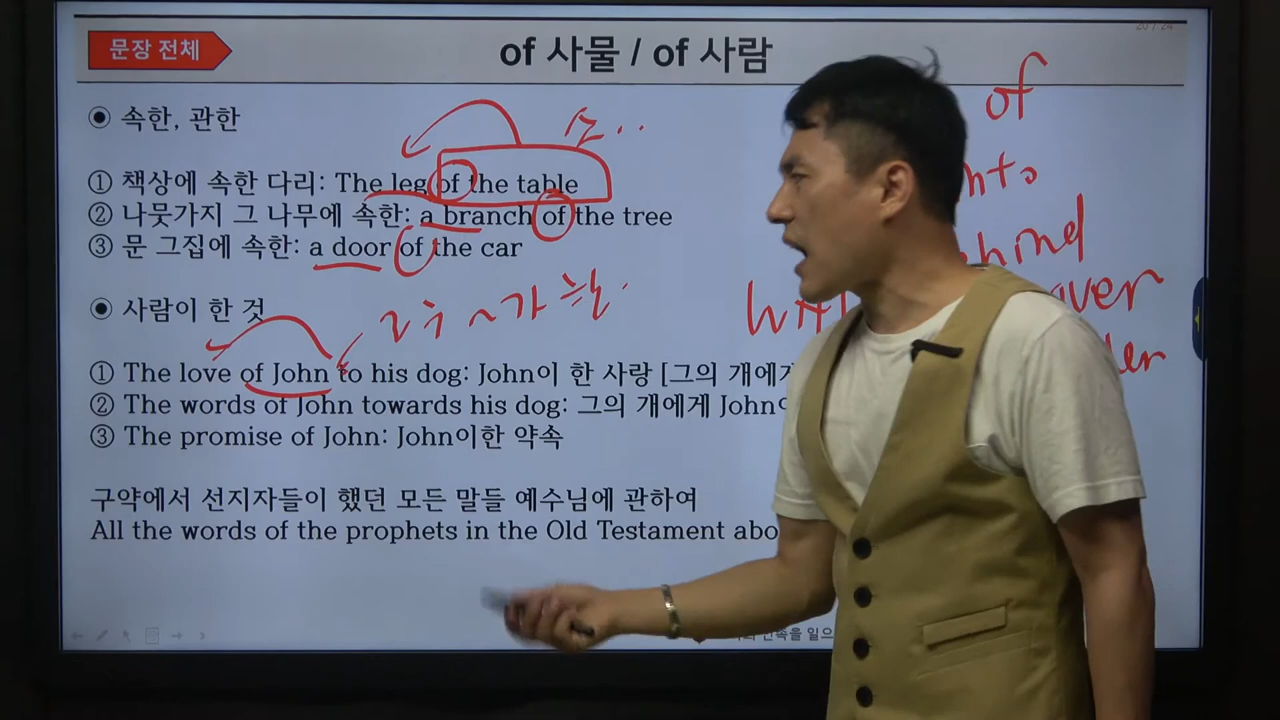 문장 전체
of 사물 / of 사람
◉ 속한, 관한
① 책상에 속한 다리: The leg of the table
② 나뭇가지 그 나무에 속한: a branch of the tree
③ 문 그집에 속한: a door of the car
◉ 사람이 한 것
① The love of John to his dog: John이 한 사랑 [그의 개에게
② The words of John towards his dog: 그의 개에게 John이
③ The promise of John: John이한 약속
구약에서 선지자들이 했던 모든 말들 예수님에 관하여
All the words of the prophets in the Old Testament abo
of
over